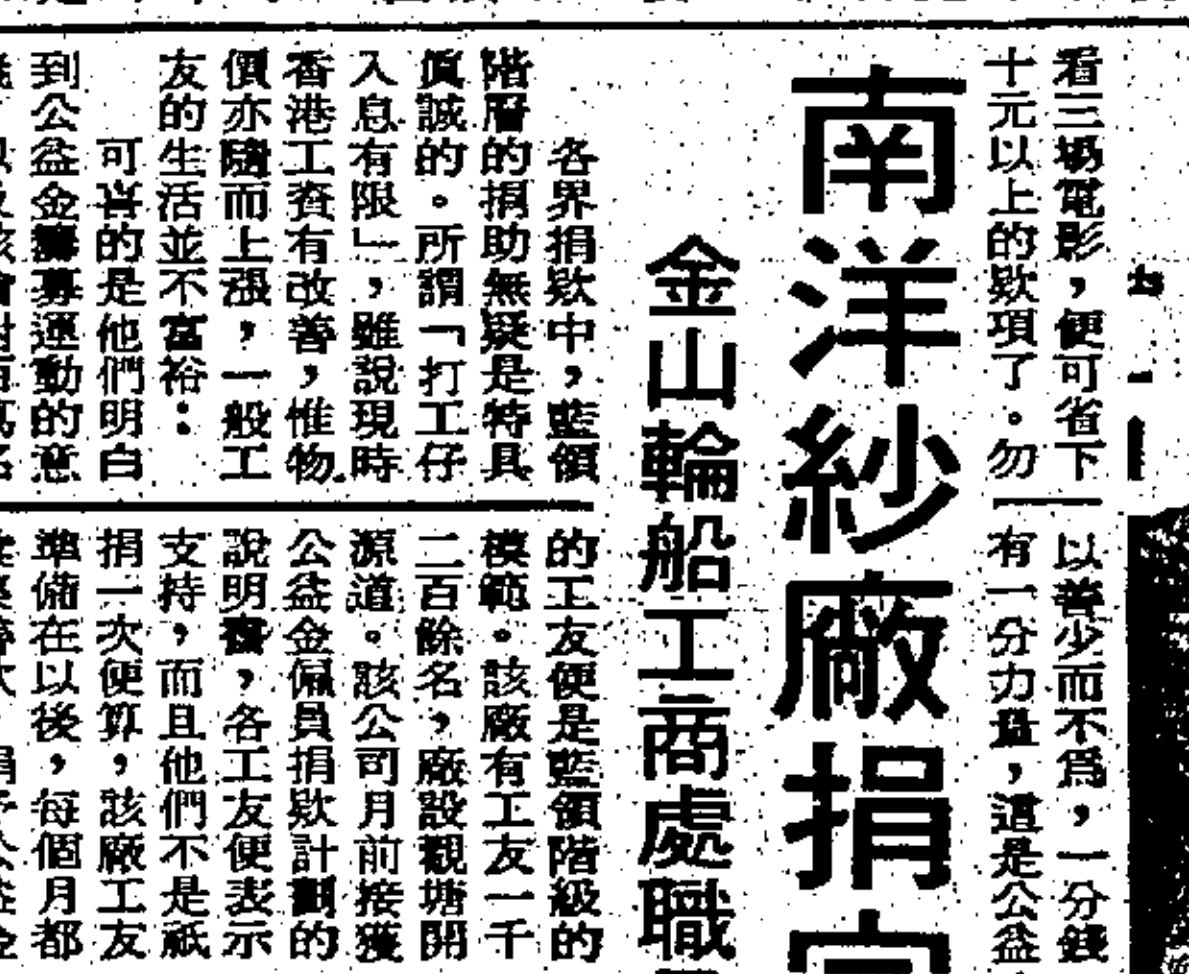 看三場電影，便可省下
十元以上的欵項了。勿
以善少而不爲，一分錢
有一分力量，這是公益
南洋紗廠捐
金山輪船工商處職
各界捐欵中，藍領
階層的捐助無疑是特具
眞誠的。所謂「打工仔
入息有限」，雖說現時
香港工資有改善，惟物
價亦隨而上漲，一般工
友的生活並不富裕：
可喜的是他們明白
到公益金籌募運動的意
的工友便是藍領階級的
模範。該廠有工友一千
二百餘名，廠設觀塘開
源道。該公司月前接獲
公益金僱員捐欵計劃的
說明書，各工友便表示
支持，而且他們不是祇
捐一次便算，該廠工友
準備在以後，每個月都